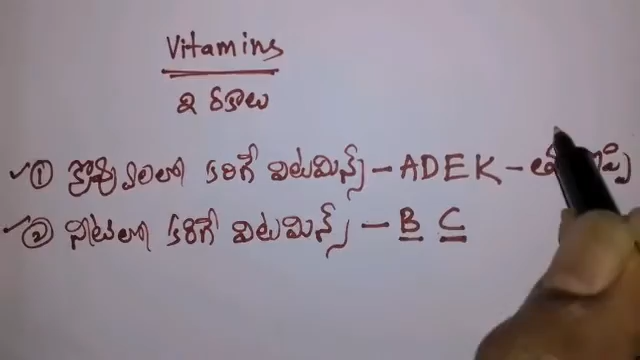 Vitamins
2 రకాలు
① క్రొవ్వులలో కరిగే విటమిన్స్ - ADEK -
② నీటిలో కరిగే విటమిన్స్ - B C